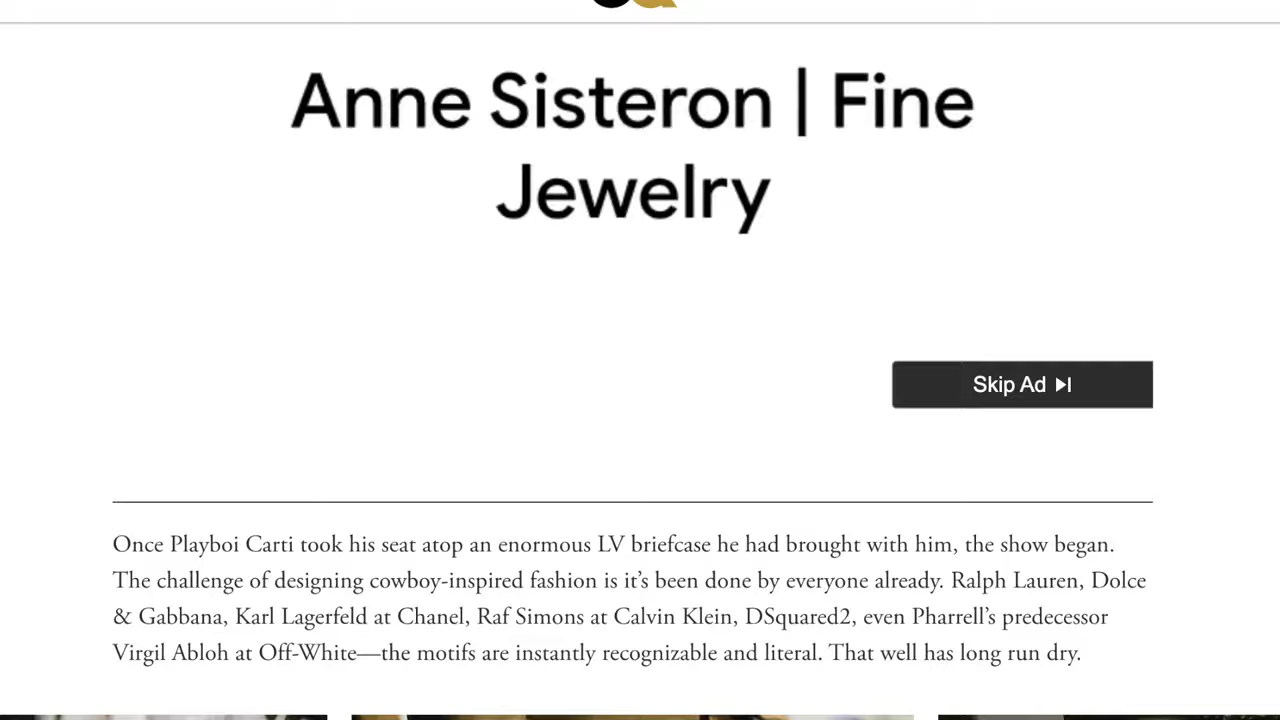 Anne Sisteron | Fine
Jewelry
Skip Ad
Once Playboi Carti took his seat atop an enormous LV briefcase he had brought with him, the show began.
The challenge of designing cowboy-inspired fashion is it’s been done by everyone already. Ralph Lauren, Dolce
& Gabbana, Karl Lagerfeld at Chanel, Raf Simons at Calvin Klein, DSquared2, even Pharrell’s predecessor
Virgil Abloh at Off-White—the motifs are instantly recognizable and literal. That well has long run dry.